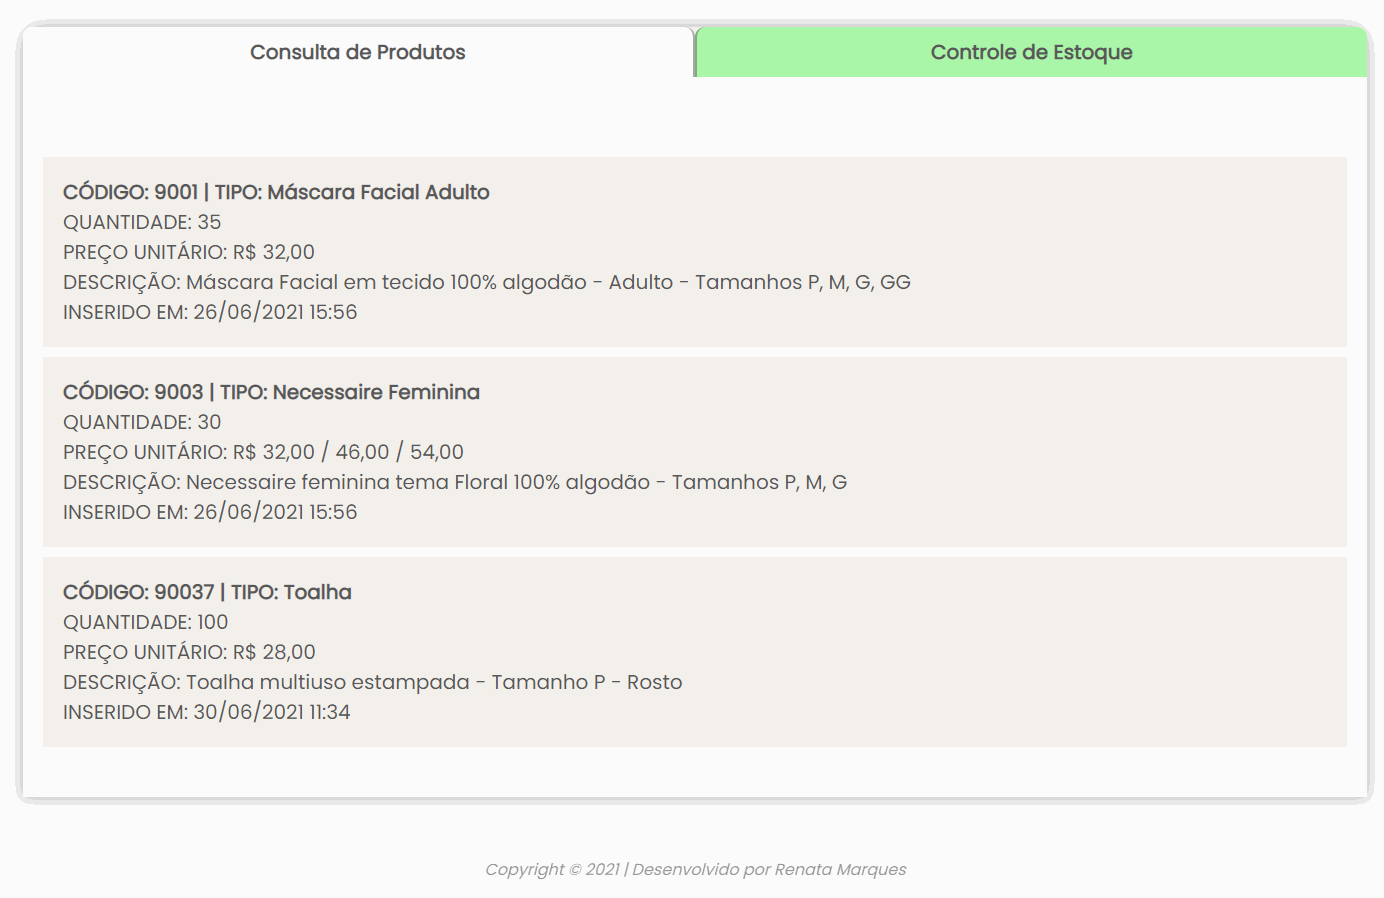 Consulta de Produtos
Controle de Estoque
CÓDIGO: 9001 | TIPO: Máscara Facial Adulto
QUANTIDADE: 35
PREÇO UNITÁRIO: R$ 32,00
DESCRIÇÃO: Máscara Facial em tecido 100% algodão - Adulto - Tamanhos P, M, G, GG
INSERIDO EM: 26/06/2021 15:56
CÓDIGO: 9003 | TIPO: Necessaire Feminina
QUANTIDADE: 30
PREÇO UNITÁRIO: R$ 32,00 / 46,00 / 54,00
DESCRIÇÃO: Necessaire feminina tema Floral 100% algodão - Tamanhos P, M, G
INSERIDO EM: 26/06/2021 15:56
CÓDIGO: 90037 | TIPO: Toalha
QUANTIDADE: 100
PREÇO UNITÁRIO: R$ 28,00
DESCRIÇÃO: Toalha multiuso estampada - Tamanho P - Rosto
INSERIDO EM: 30/06/2021 11:34
Copyright © 2021 | Desenvolvido por Renata Marques